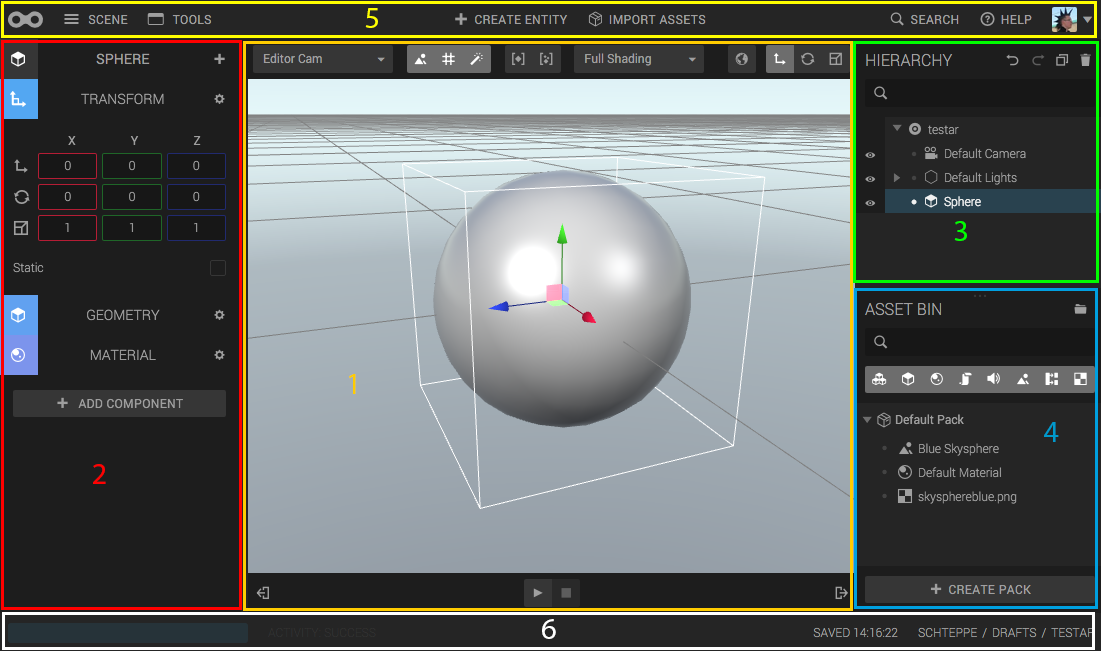 SCENE TOOLS 5 CREATE ENTITY IMPORT ASSETS SEARCH HELP
SPHERE
TRANSFORM
X Y Z
0 0 0
0 0 0
1 1 1
Static
GEOMETRY
MATERIAL
ADD COMPONENT
2
Editor Cam Full Shading
1
HIERARCHY
testar
Default Camera
Default Lights
Sphere
3
ASSET BIN
Default Pack
4
Blue Skysphere
Default Material
skysphereblue.png
CREATE PACK
ACTIVITY: SUCCESS 6 SAVED 14:16:22 SCHTEPPE / DRAFTS / TESTAR